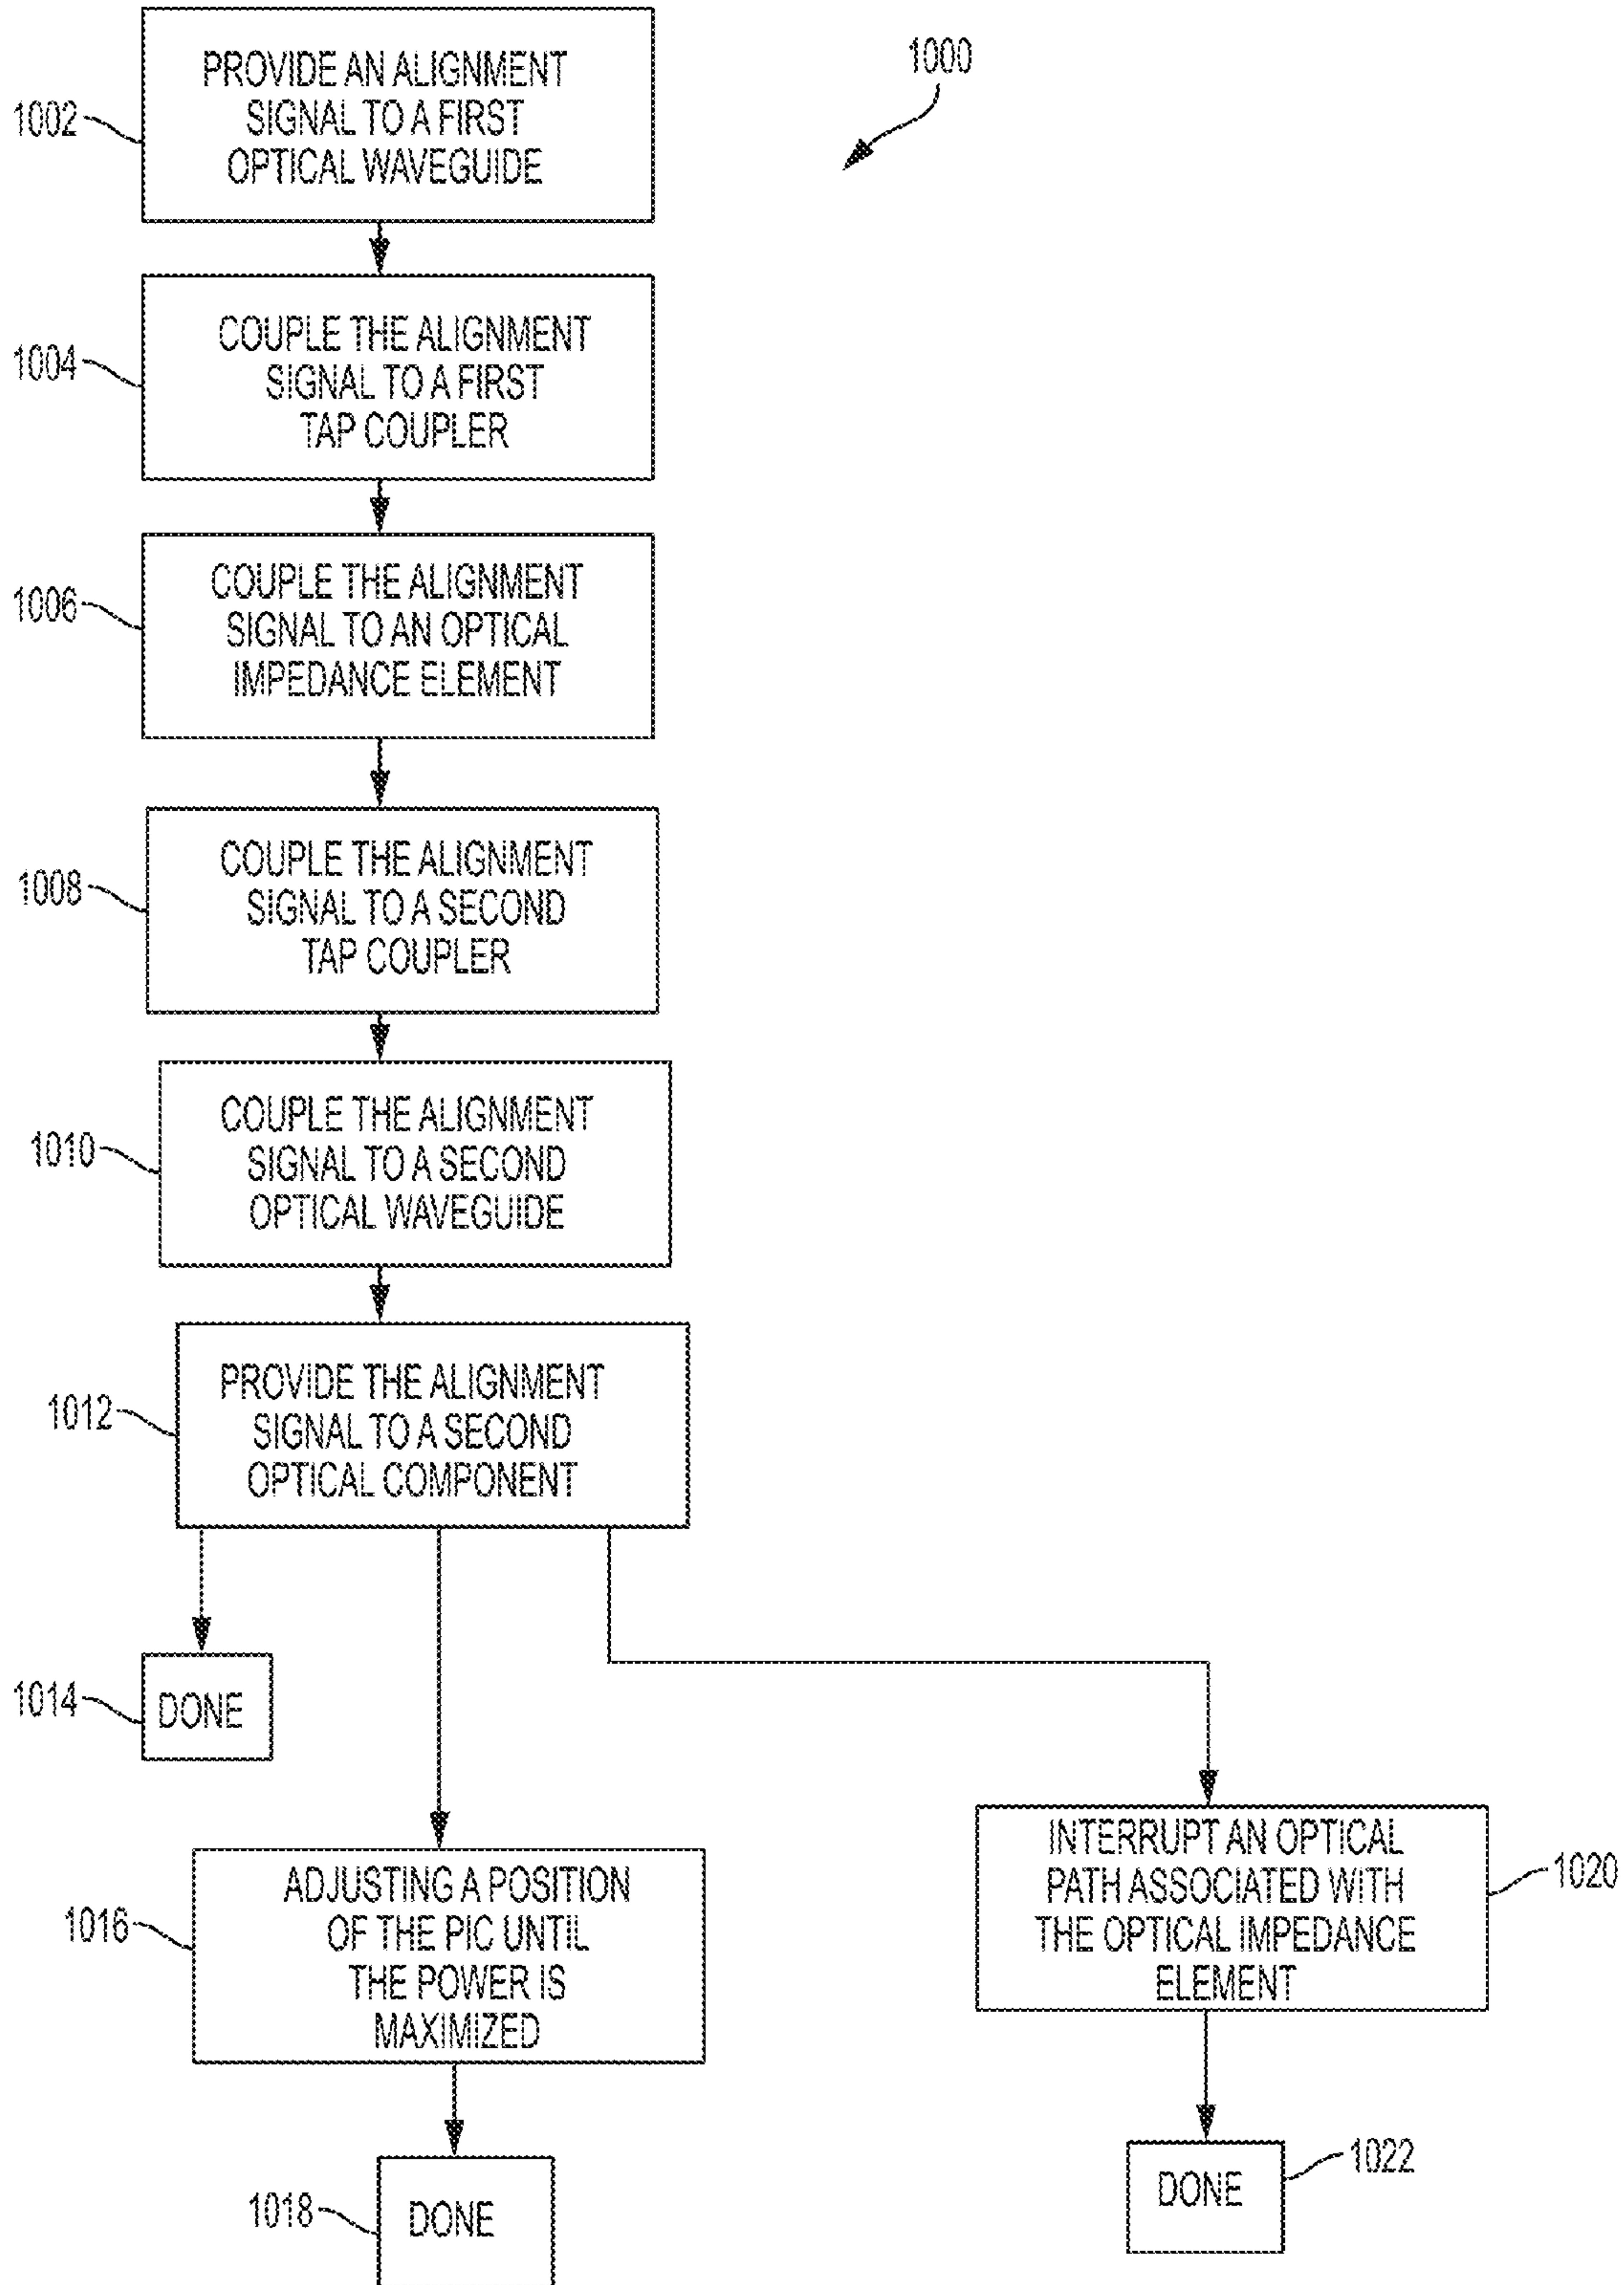 1000
1002
PROVIDE AN ALIGNMENT
SIGNAL TO A FIRST
OPTICAL WAVEGUIDE
1004
COUPLE THE ALIGNMENT
SIGNAL TO A FIRST
TAP COUPLER
1006
COUPLE THE ALIGNMENT
SIGNAL TO AN OPTICAL
IMPEDANCE ELEMENT
1008
COUPLE THE ALIGNMENT
SIGNAL TO A SECOND
TAP COUPLER
1010
COUPLE THE ALIGNMENT
SIGNAL TO A SECOND
OPTICAL WAVEGUIDE
1012
PROVIDE THE ALIGNMENT
SIGNAL TO A SECOND
OPTICAL COMPONENT
1014
DONE
1016
ADJUSTING A POSITION
OF THE PIC UNTIL
THE POWER IS
MAXIMIZED
1018
DONE
INTERRUPT AN OPTICAL
PATH ASSOCIATED WITH
THE OPTICAL IMPEDANCE
ELEMENT
1020
DONE
1022